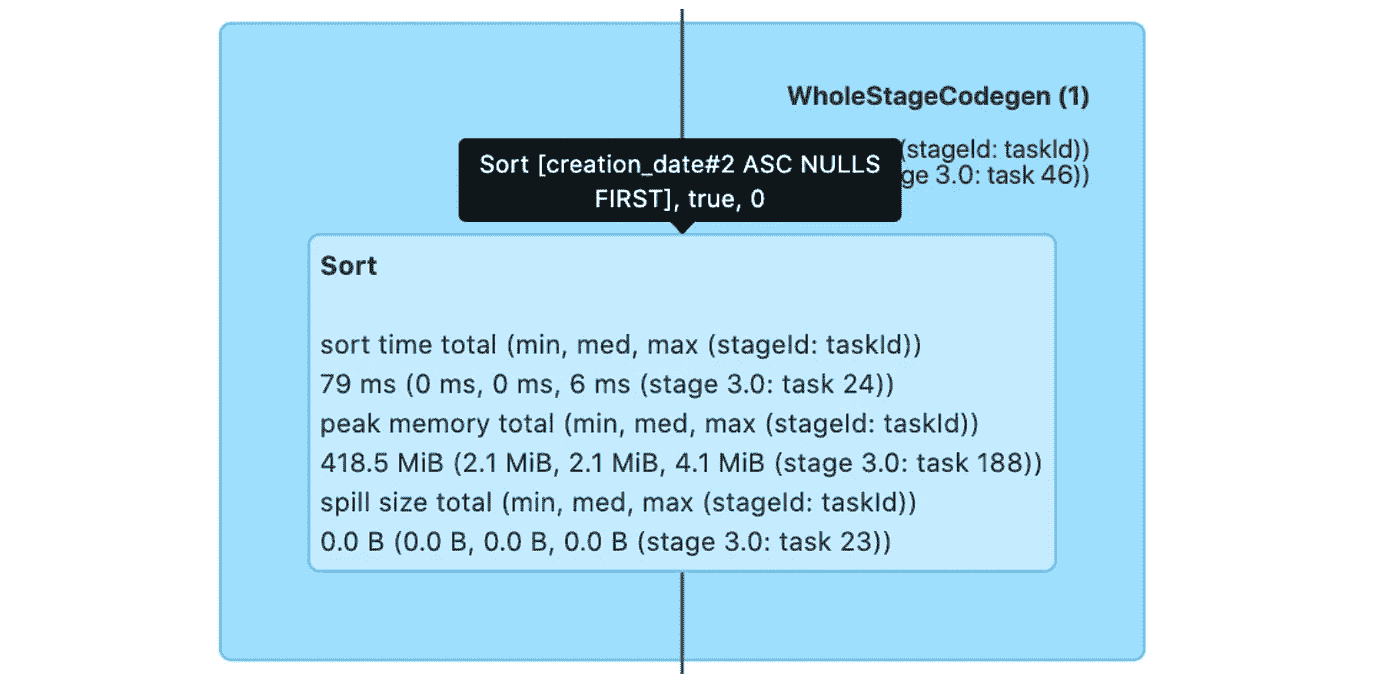 WholeStageCodegen (1)
(stageId: taskId))
3.0: task 46))
Sort [creation_date#2 ASC NULLS
FIRST], true, 0
Sort
sort time total (min, med, max (stageId: taskId))
79 ms (0 ms, 0 ms, 6 ms (stage 3.0: task 24))
peak memory total (min, med, max (stageId: taskId))
418.5 MiB (2.1 MiB, 2.1 MiB, 4.1 MiB (stage 3.0: task 188))
spill size total (min, med, max (stageId: taskId))
0.0 B (0.0 B, 0.0 B, 0.0 B (stage 3.0: task 23))